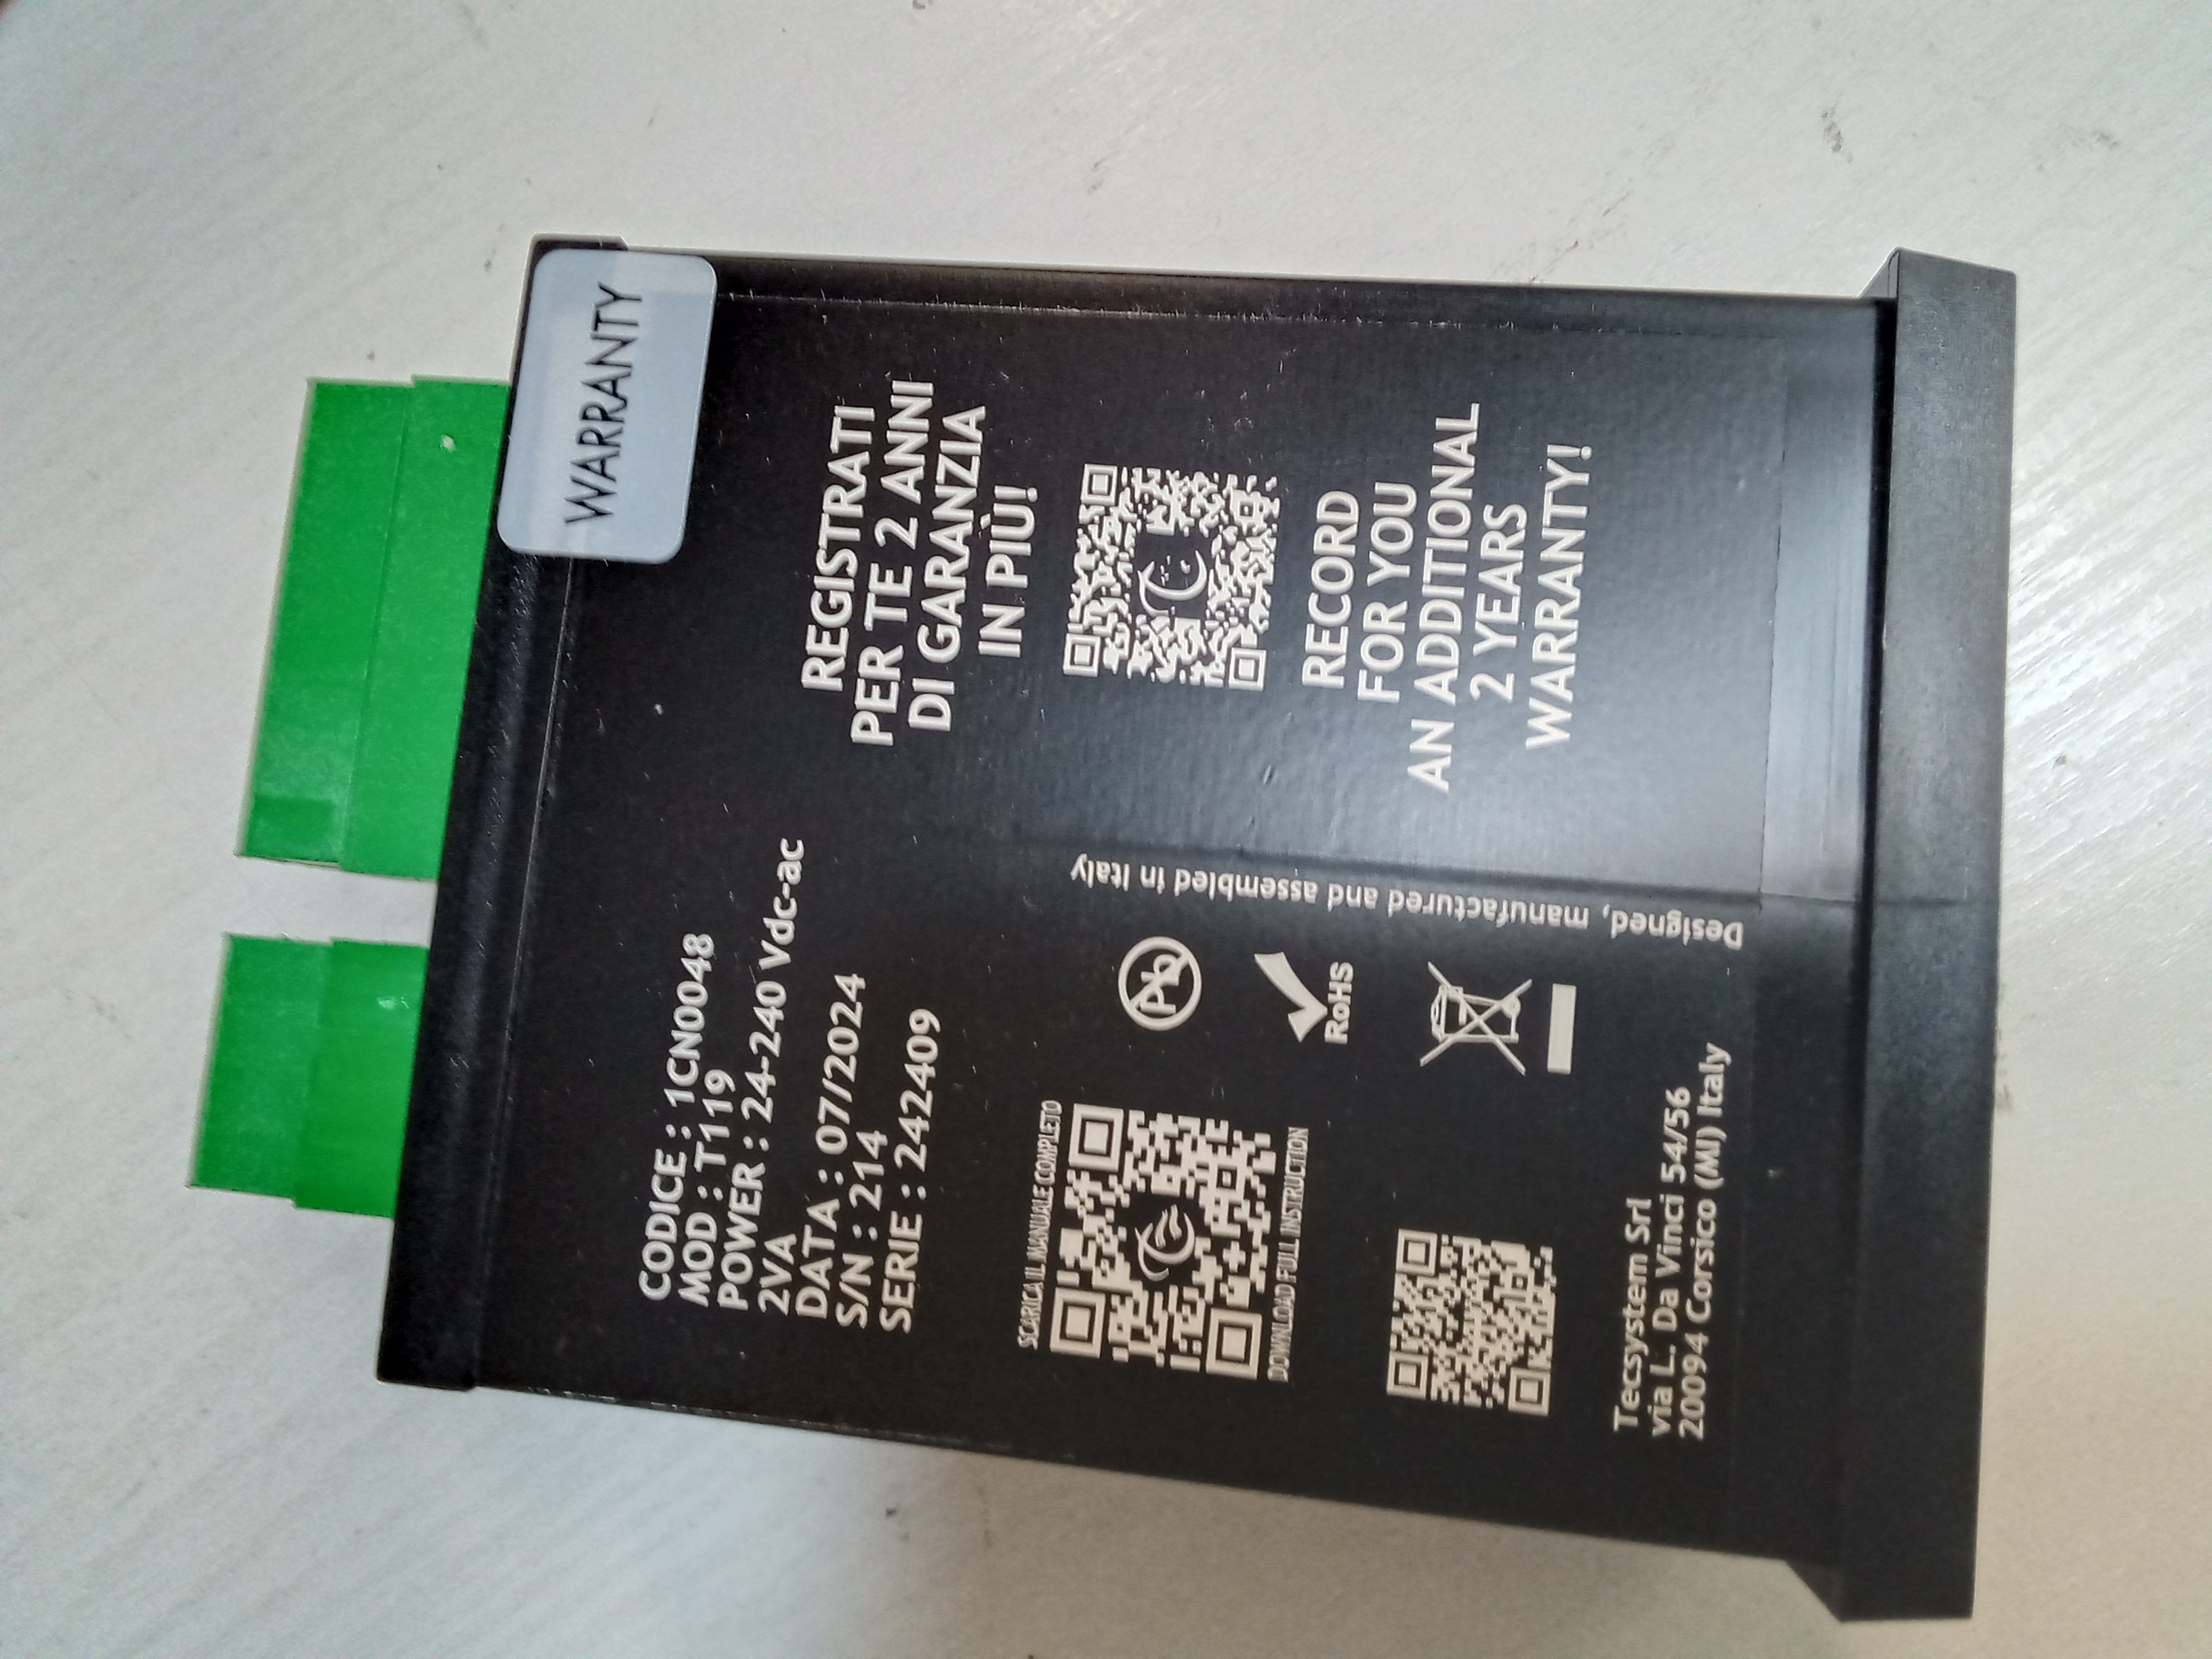 WARRANTY
CODICE : 1CN0048
MOD : T119
POWER : 24-240 Vdc-ac
2VA
DATA : 07/2024
S/N : 214
SERIE : 242409
REGISTRATI
PER TE 2 ANNI
DI GARANZIA
IN PIÙ!
RECORD
FOR YOU
AN ADDITIONAL
2 YEARS
WARRANTY!
SCARICA IL MANUALE COMPLETO
DOWNLOAD FULL INSTRUCTION
Pb
RoHS
Designed, manufactured and assembled in Italy
Tecsystem Srl
via L. Da Vinci 54/56
20094 Corsico (MI) Italy